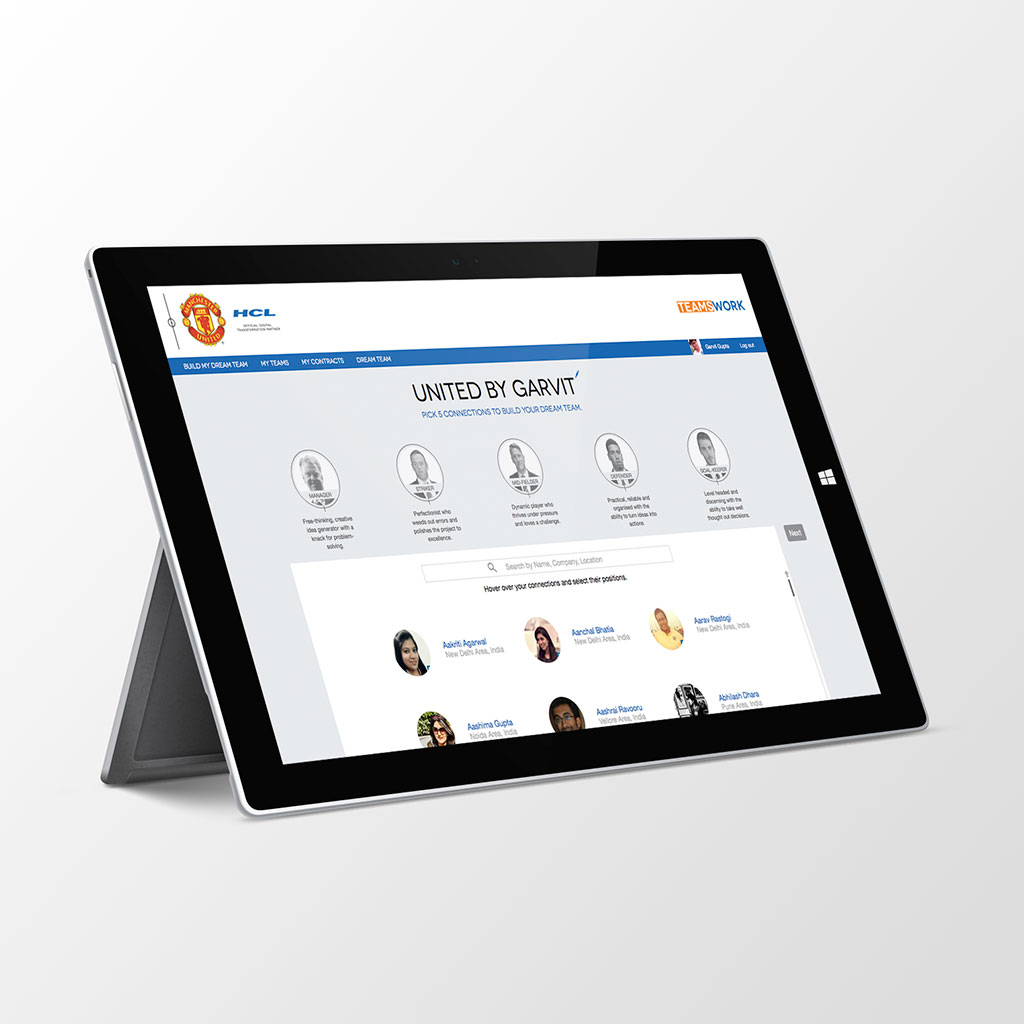 MANCHESTER
UNITED
HCL
OFFICIAL DIGITAL
TRANSFORMATION PARTNER
TEAMSWORK
BUILD MY DREAM TEAM MY TEAMS MY CONTRACTS DREAM TEAM Garvit Gupta Log out
UNITED BY GARVIT
PICK 5 CONNECTIONS TO BUILD YOUR DREAM TEAM.
MANAGER
Free-thinking, creative
idea generator with a
knack for problem-
solving.
STRIKER
Perfectionist who
weeds out errors and
polishes the project to
excellence.
MID-FIELDER
Dynamic player who
thrives under pressure
and loves a challenge.
DEFENDER
Practical, reliable and
organised with the
ability to turn ideas into
actions
GOAL-KEEPER
Level headed and
discerning with the
ability to take well
thought out decisions.
Next
Search by Name, Company, Location
Hover over your connections and select their positions.
Aakriti Agarwal
New Delhi Area, India
Aanchal Bhatia
New Delhi Area, India
Aarav Rastogi
New Delhi Area, India
Aashima Gupta
Noida Area, India
Aashrai Ravooru
Vellore Area, India
Abhilash Dhara
Pune Area, India